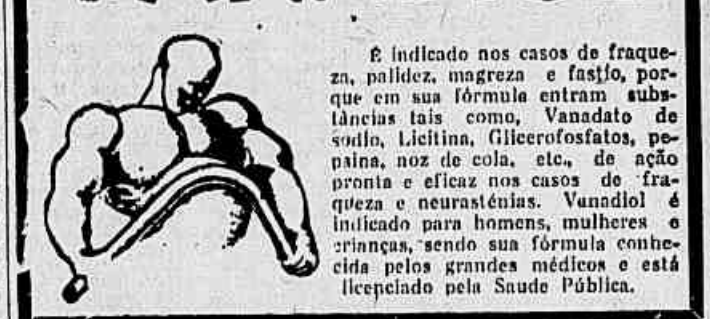 É indicado nos casos de fraque-
za, palidez, magreza e fastio, por-
que em sua fórmula entram subs-
tâncias tais como, Vanadato de
sodio, Licitina, Glicerofosfatos, pe-
psina, noz de cola, etc., de ação
pronta e eficaz nos casos de fra-
queza e neurasténias. Vanadiol é
indicado para homens, mulheres e
crianças, sendo sua fórmula conhe-
cida pelos grandes médicos e está
licenciado pela Saude Pública.